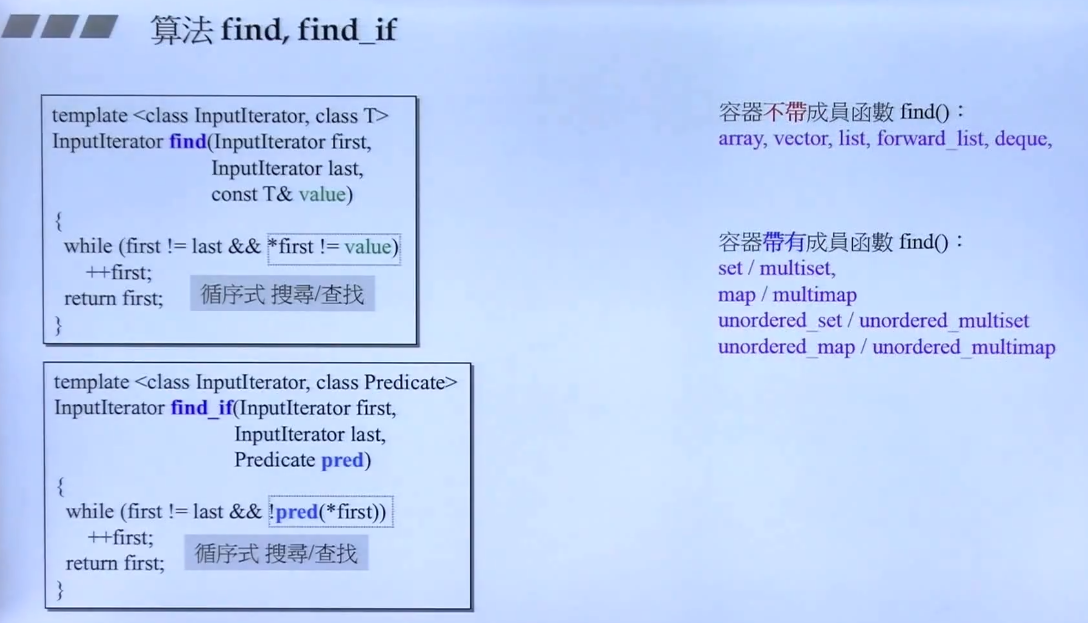 算法 find, find_if
template <class InputIterator, class T>
InputIterator find(InputIterator first,
InputIterator last,
const T& value)
{
while (first != last && *first != value)
++first;
return first;
循序式 搜尋/查找
}
template <class InputIterator, class Predicate>
InputIterator find_if(InputIterator first,
InputIterator last,
Predicate pred)
{
while (first != last && !pred(*first))
++first;
return first;
循序式 搜尋/查找
}
容器不帶成員函數 find()：
array, vector, list, forward_list, deque,
容器帶有成員函數 find()：
set / multiset,
map / multimap
unordered_set / unordered_multiset
unordered_map / unordered_multimap